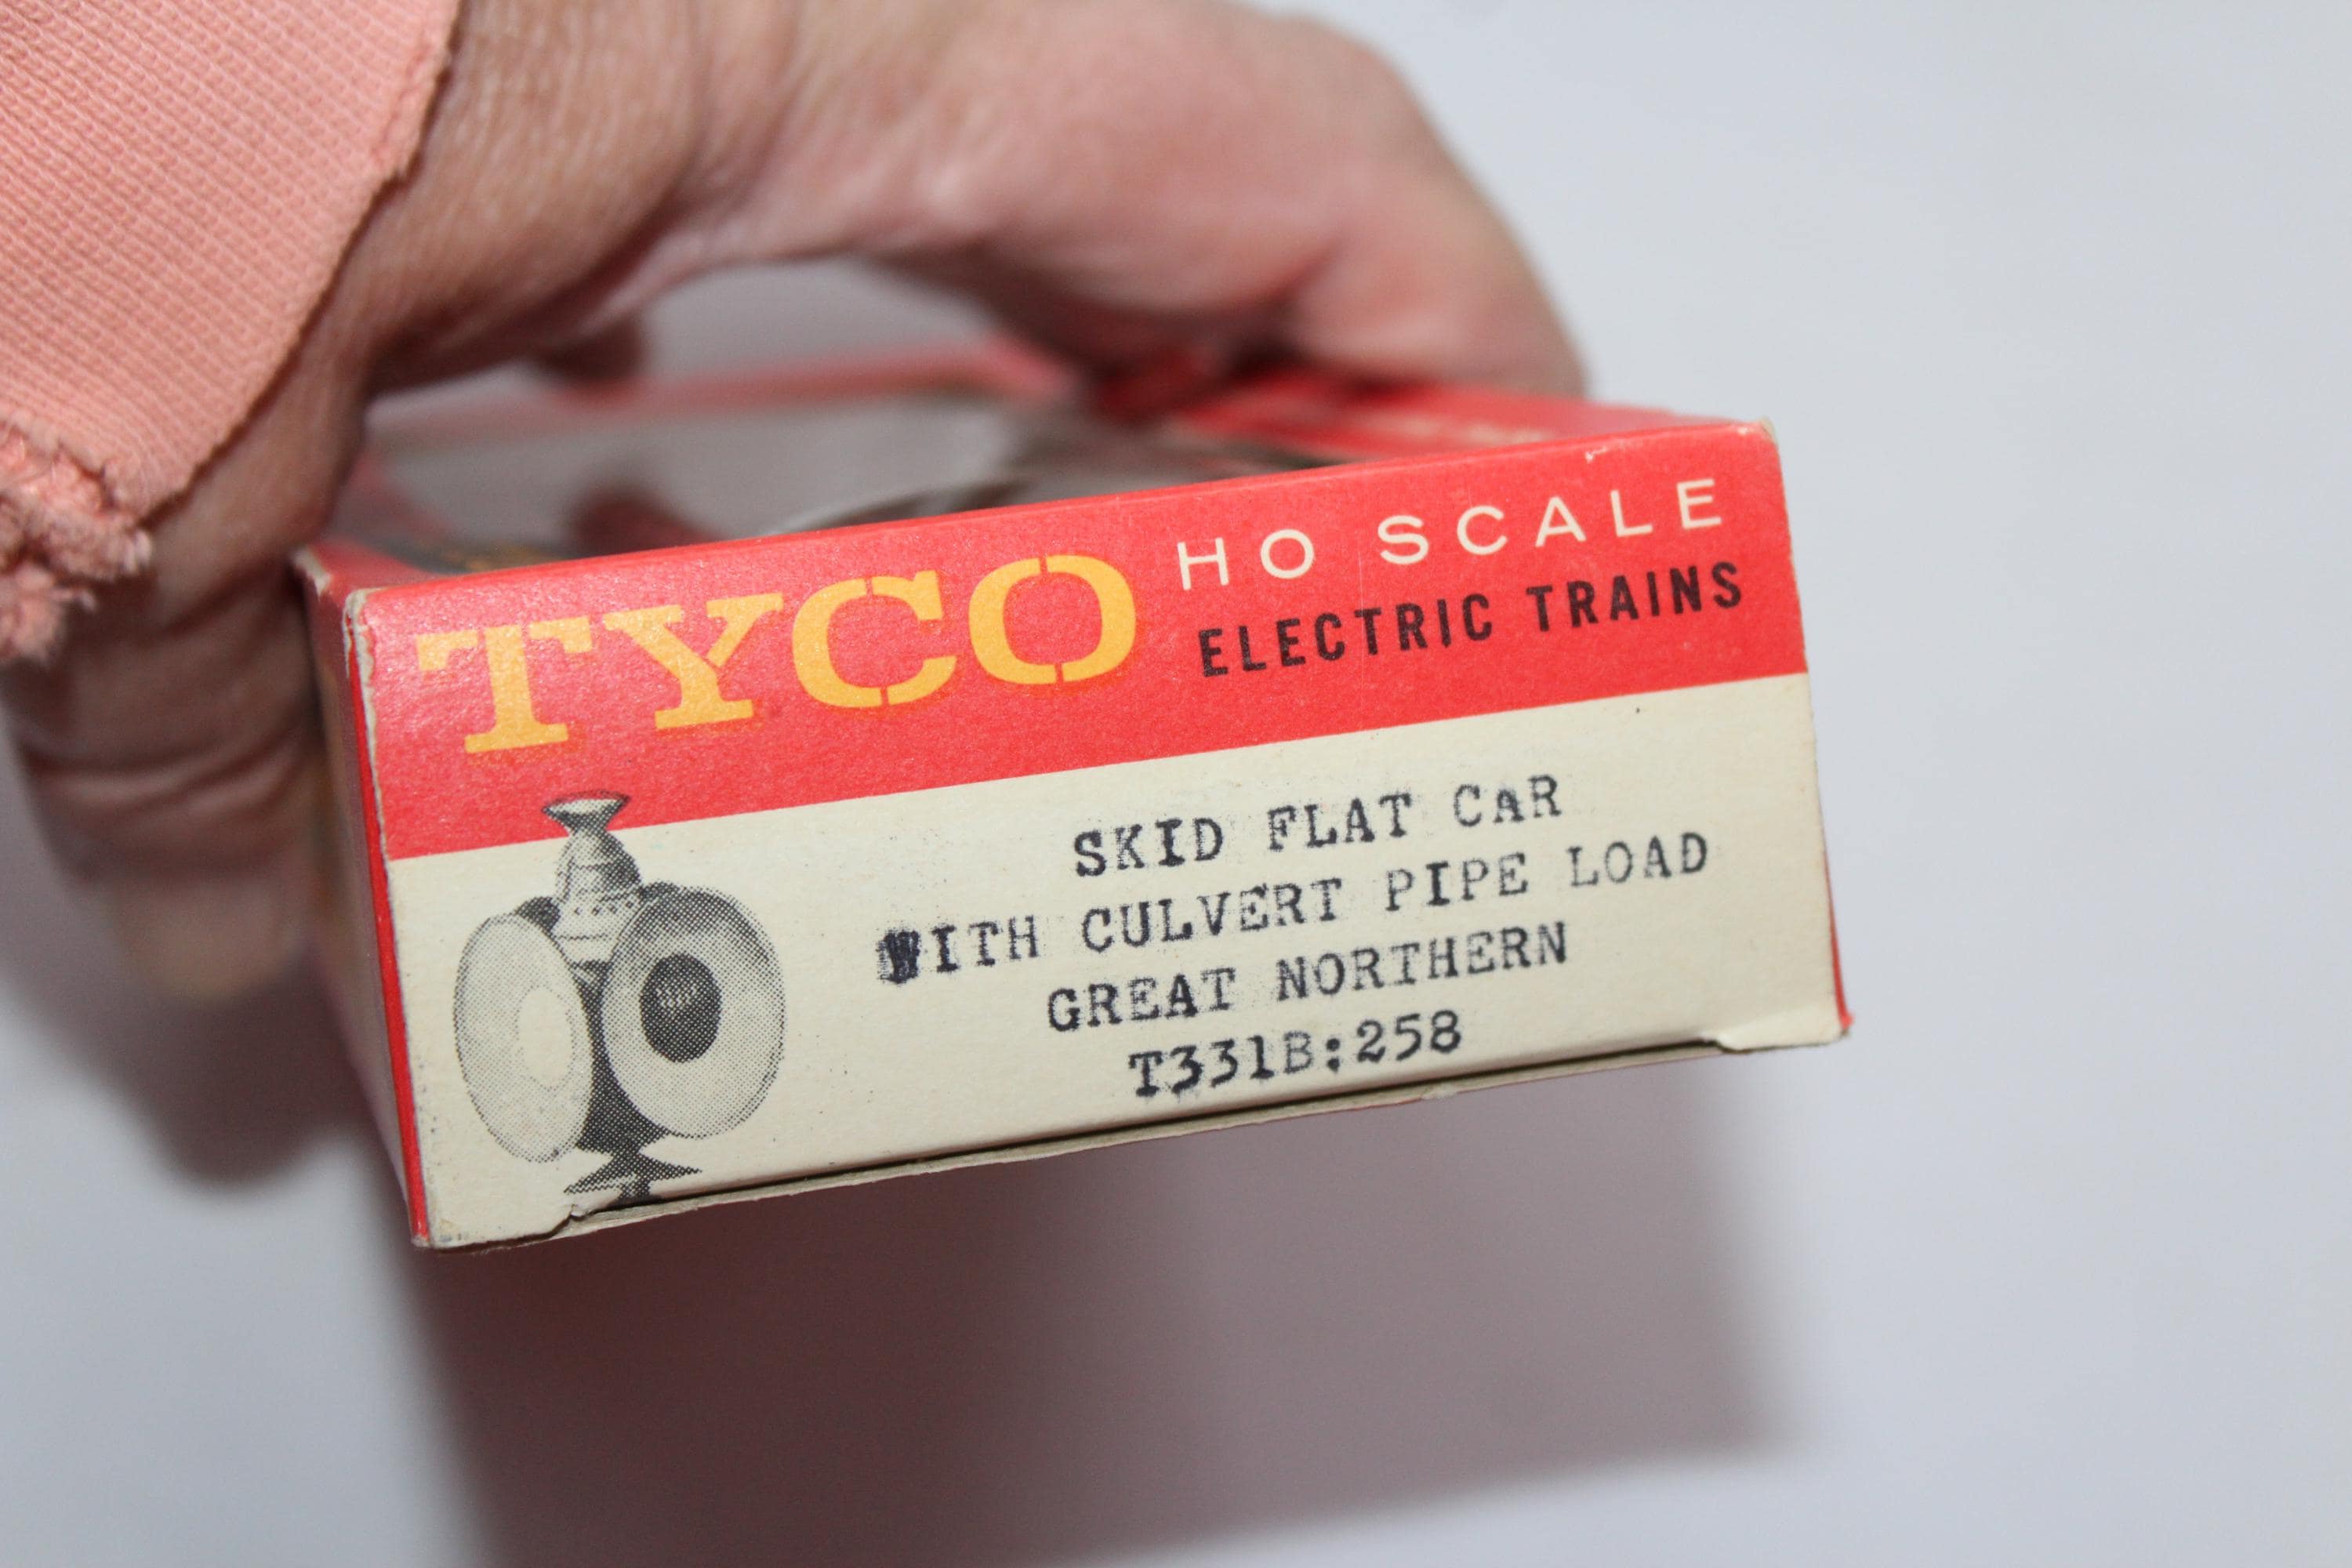 TYCO
HO SCALE
ELECTRIC TRAINS
SKID FLAT CAR
WITH CULVERT PIPE LOAD
GREAT NORTHERN
T331B:258